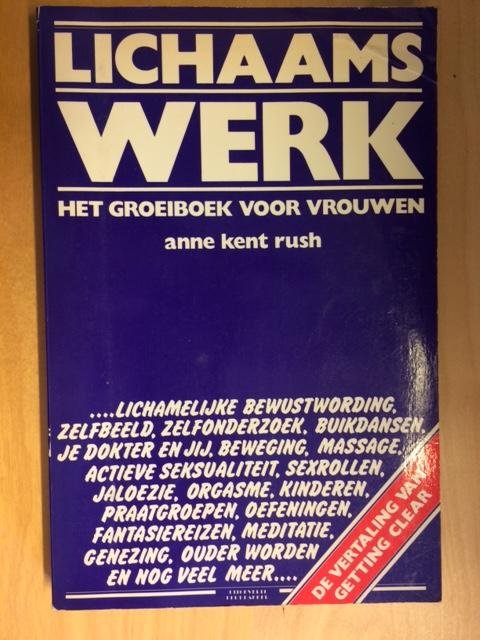 LICHAAMS
WERK
HET GROEIBOEK VOOR VROUWEN
anne kent rush
....LICHAMELIJKE BEWUSTWORDING,
ZELFBEELD, ZELFONDERZOEK, BUIKDANSEN,
JE DOKTER EN JIJ, BEWEGING, MASSAGE,
ACTIEVE SEKSUALITEIT, SEXROLLEN,
JALOEZIE, ORGASME, KINDEREN,
PRAATGROEPEN, OEFENINGEN,
FANTASIEREIZEN, MEDITATIE,
GENEZING, OUDER WORDEN
EN NOG VEEL MEER....
DE VERTALING VAN
GETTING CLEAR
UITGEVERIJ